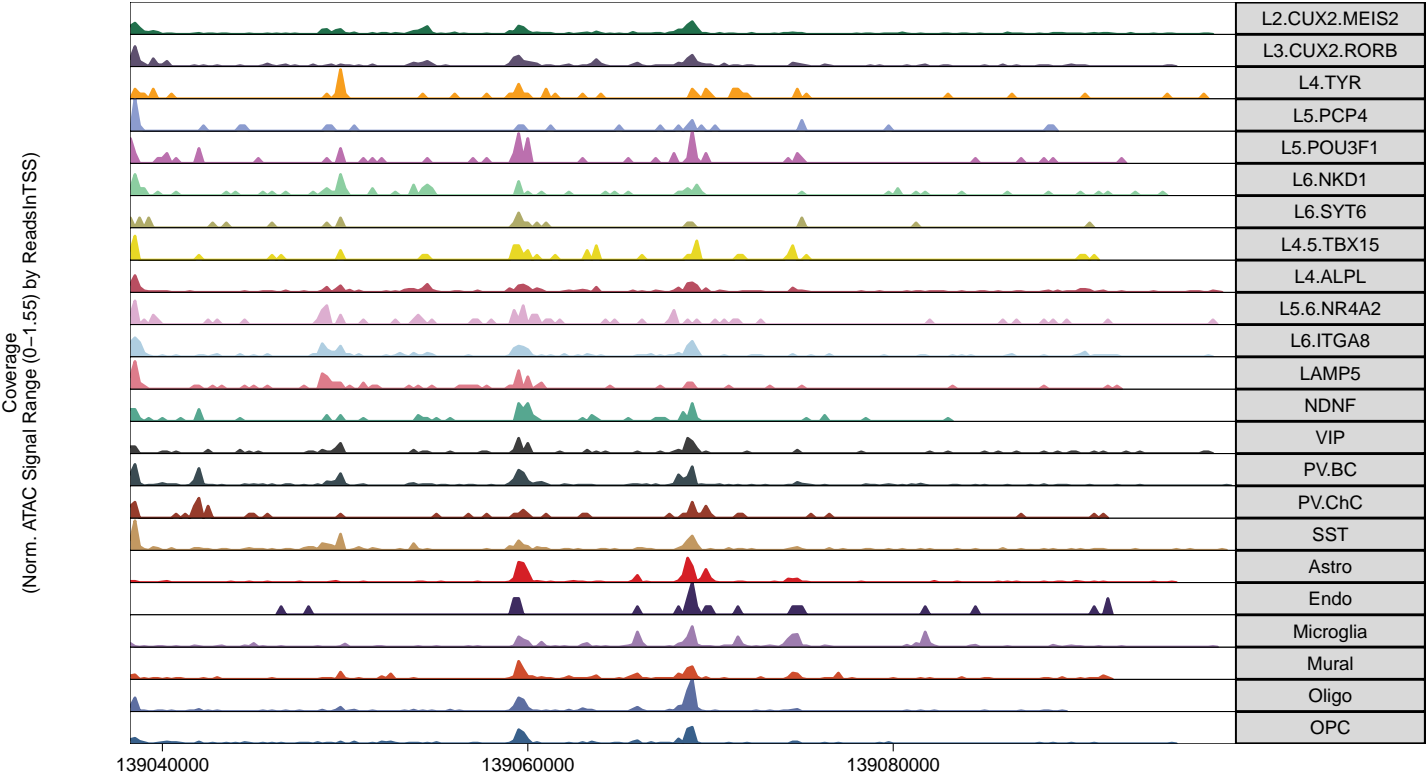 Coverage
(Norm. ATAC Signal Range (0−1.55) by ReadsInTSS)
L2.CUX2.MEIS2
L3.CUX2.RORB
L4.TYR
L5.PCP4
L5.POU3F1
L6.NKD1
L6.SYT6
L4.5.TBX15
L4.ALPL
L5.6.NR4A2
L6.ITGA8
LAMP5
NDNF
VIP
PV.BC
PV.ChC
SST
Astro
Endo
Microglia
Mural
Oligo
OPC
139040000 139060000 139080000